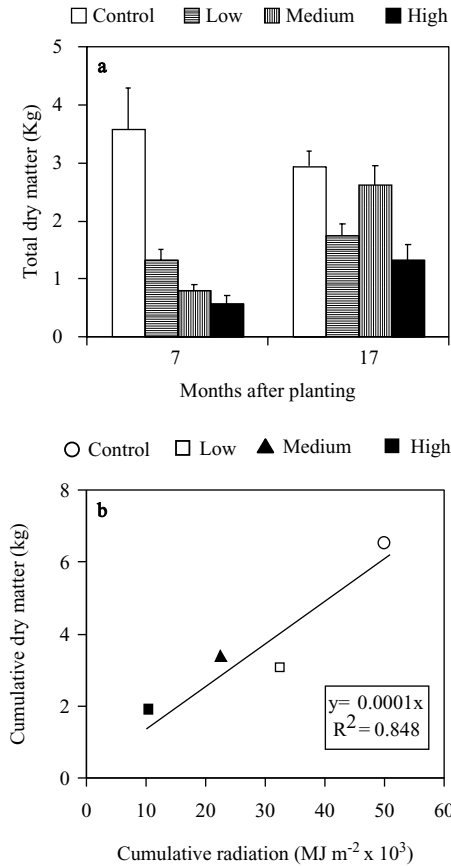 Control Low Medium High
a
5
4
3
2
1
0
Total dry matter (Kg)
7 17
Months after planting
Control Low Medium High
b
8
6
4
2
0
Cumulative dry matter (kg)
y= 0.0001x
R² = 0.848
0 10 20 30 40 50 60
Cumulative radiation (MJ m⁻² x 10³)